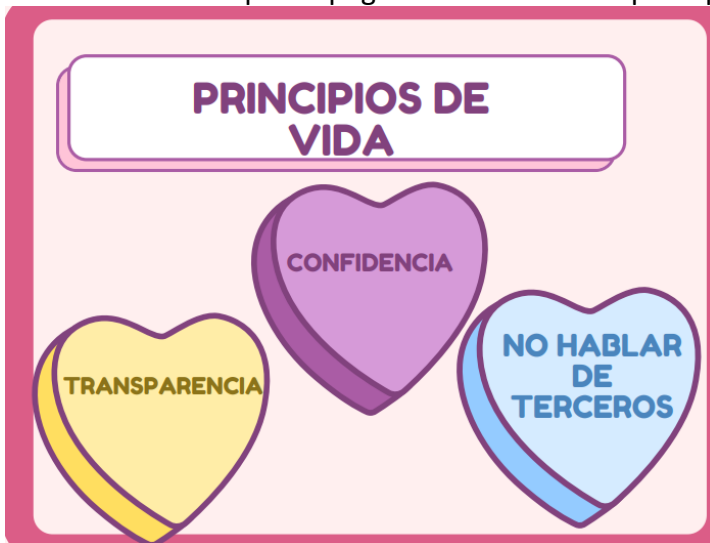 PRINCIPIOS DE
VIDA
CONFIDENCIA
TRANSPARENCIA
NO HABLAR
DE
TERCEROS